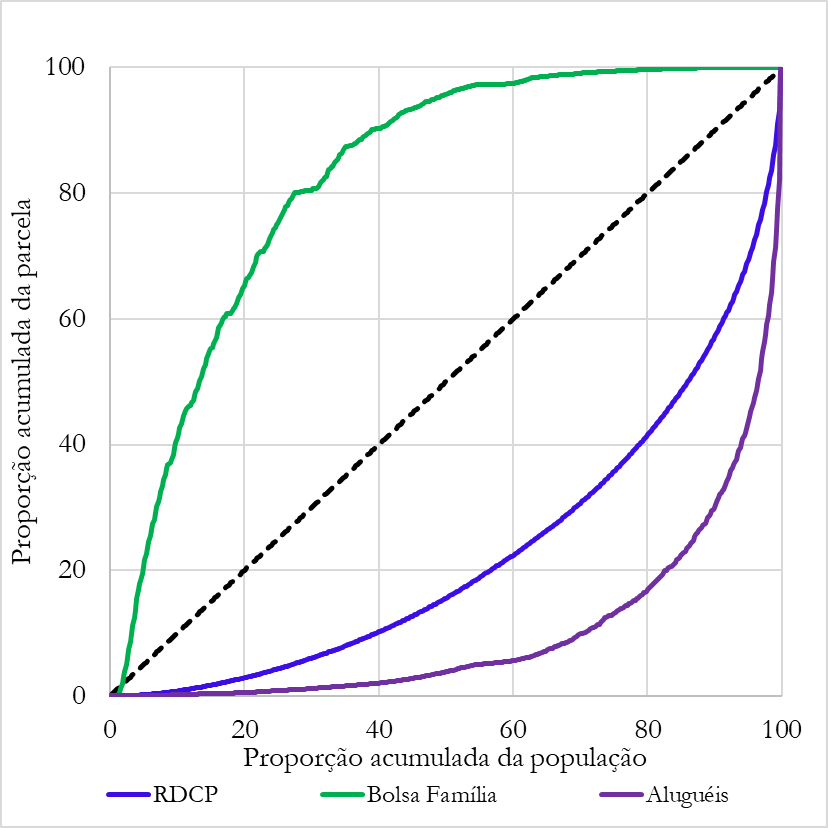 Proporção acumulada da parcela
100
80
60
40
20
0
0 20 40 60 80 100
Proporção acumulada da população
RDCP Bolsa Família Aluguéis